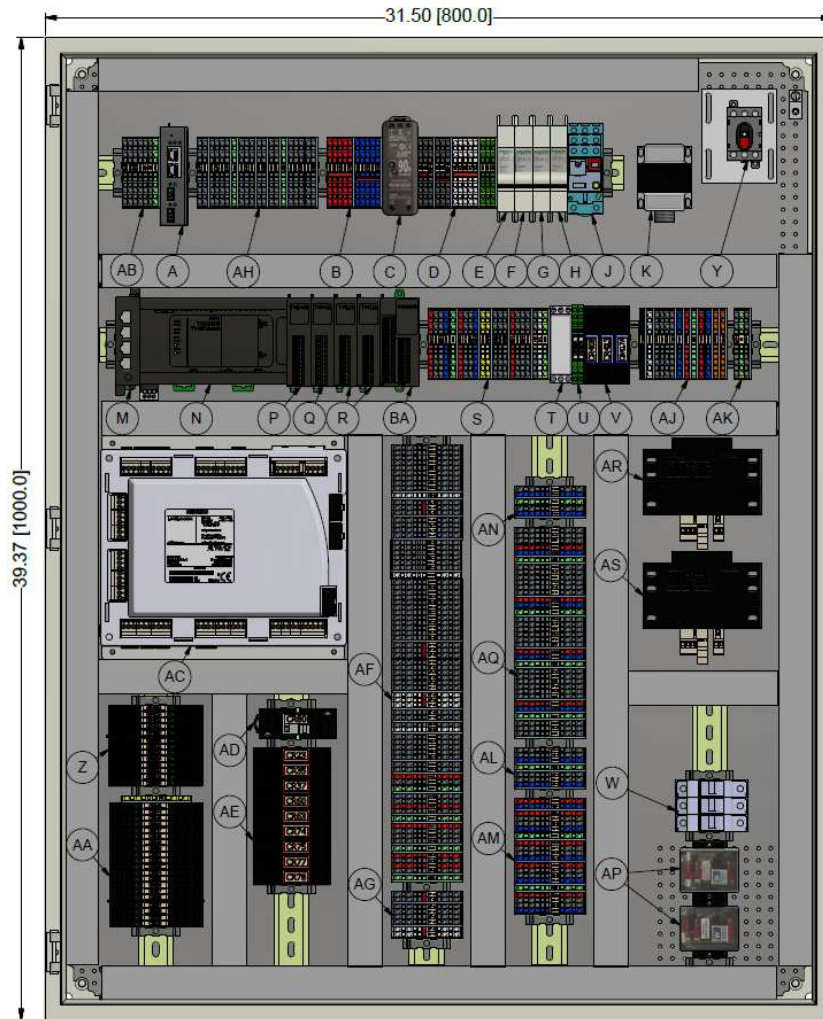 31.50 [800.0]
39.37 [1000.0]
AB A AH B C D E F G H J K Y
M N P Q R BA S T U V AJ AK
AR
AN
AS
AC
AF
AQ
AD
Z
AL
W
AE
AA
AM
AP
AG